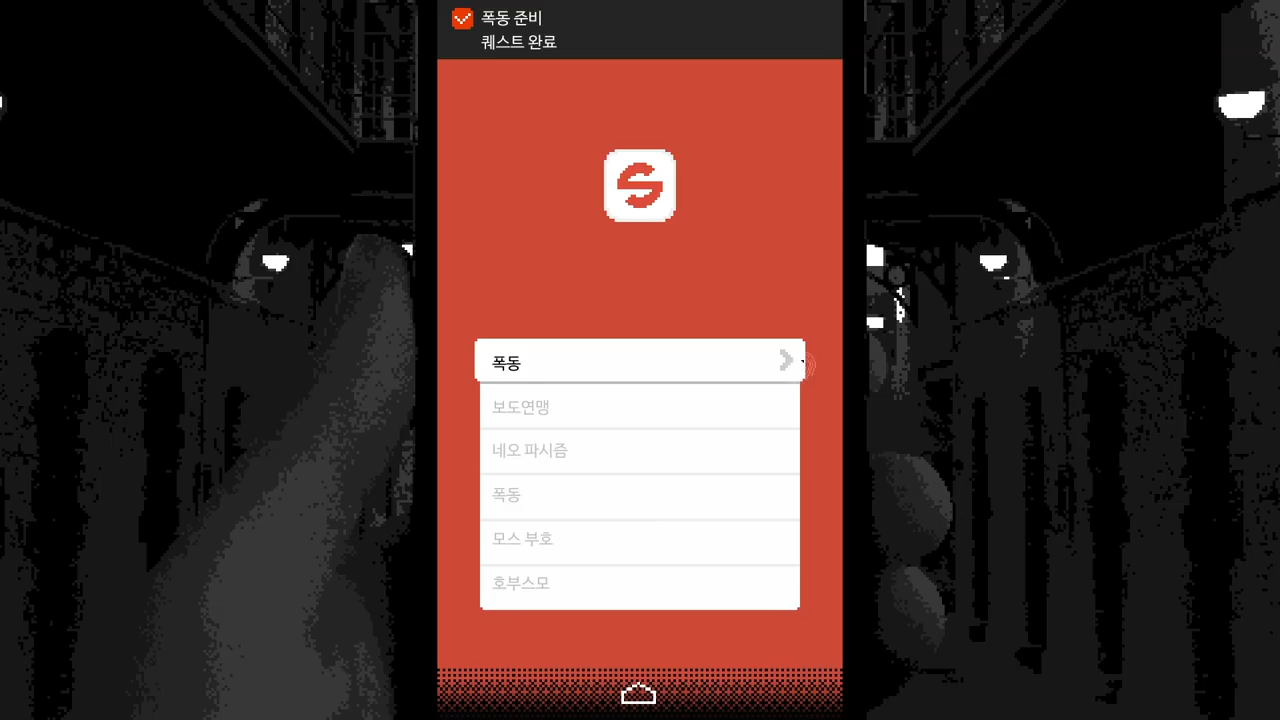 폭동 준비
퀘스트 완료
S
폭동
보도연맹
네오 파시즘
폭동
모스 부호
호부스모